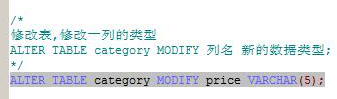 /*
修改表,修改一列的类型
ALTER TABLE category MODIFY 列名 新的数据类型;
*/
ALTER TABLE category MODIFY price VARCHAR(5);